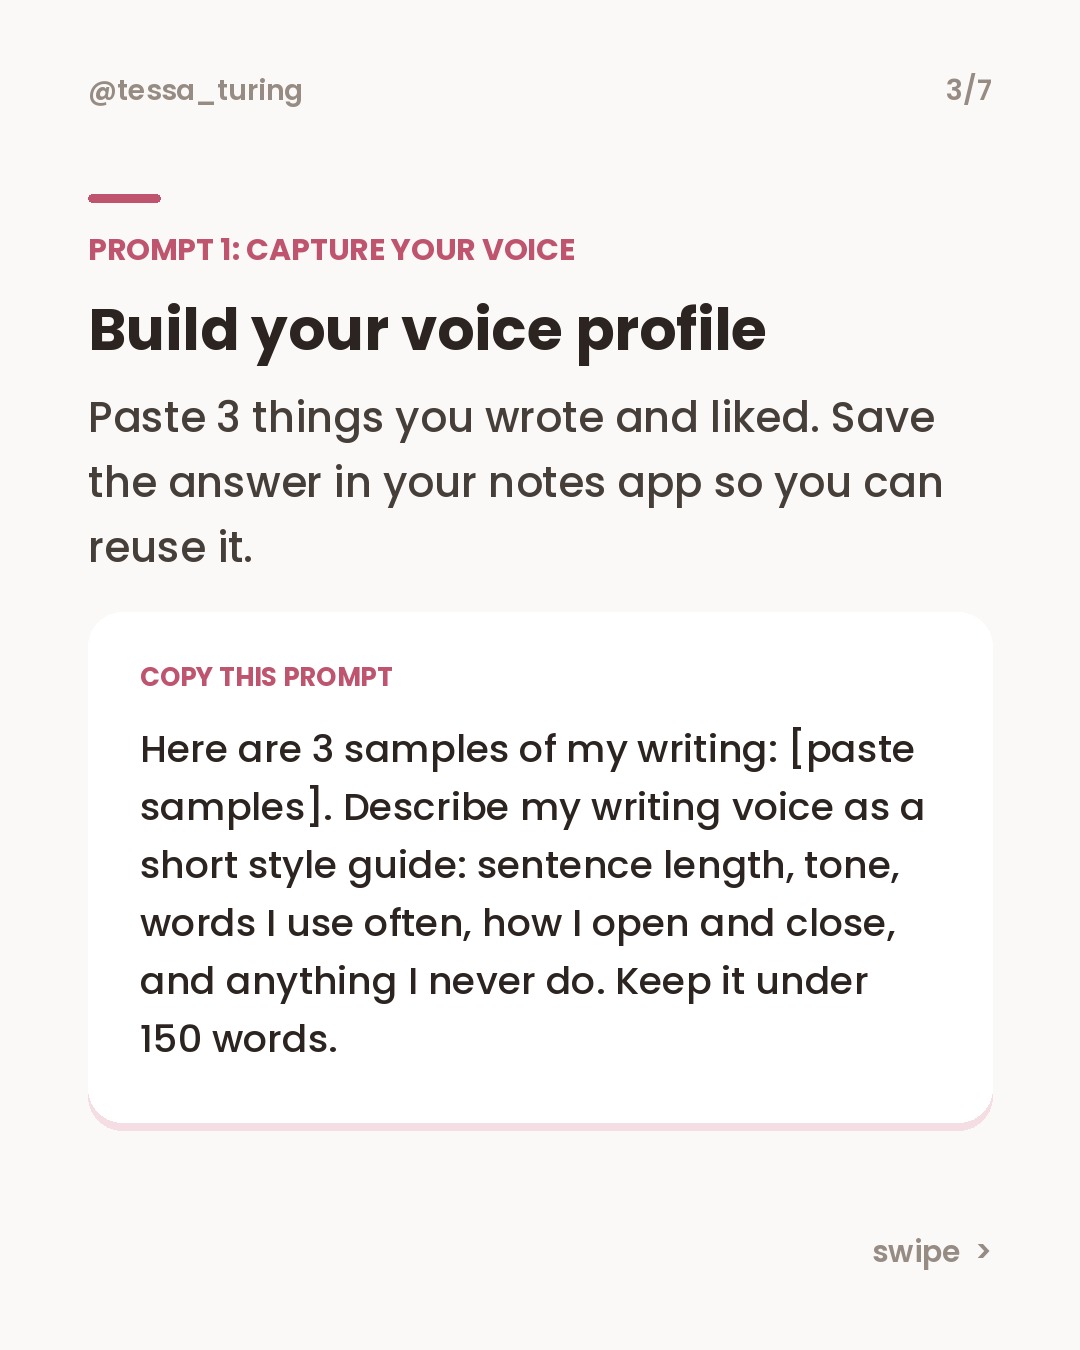 @tessa_turing
3/7
PROMPT 1: CAPTURE YOUR VOICE
Build your voice profile
Paste 3 things you wrote and liked. Save
the answer in your notes app so you can
reuse it.
COPY THIS PROMPT
Here are 3 samples of my writing: [paste
samples]. Describe my writing voice as a
short style guide: sentence length, tone,
words I use often, how I open and close,
and anything I never do. Keep it under
150 words.
swipe >